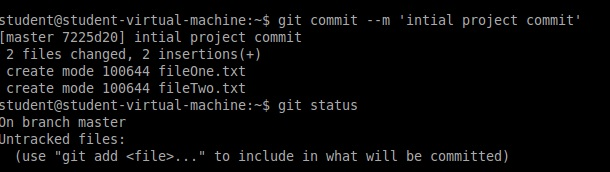 student@student-virtual-machine:~$ git commit --m 'intial project commit'
[master 7225d20] intial project commit
 2 files changed, 2 insertions(+)
 create mode 100644 fileOne.txt
 create mode 100644 fileTwo.txt
student@student-virtual-machine:~$ git status
On branch master
Untracked files:
  (use "git add <file>..." to include in what will be committed)